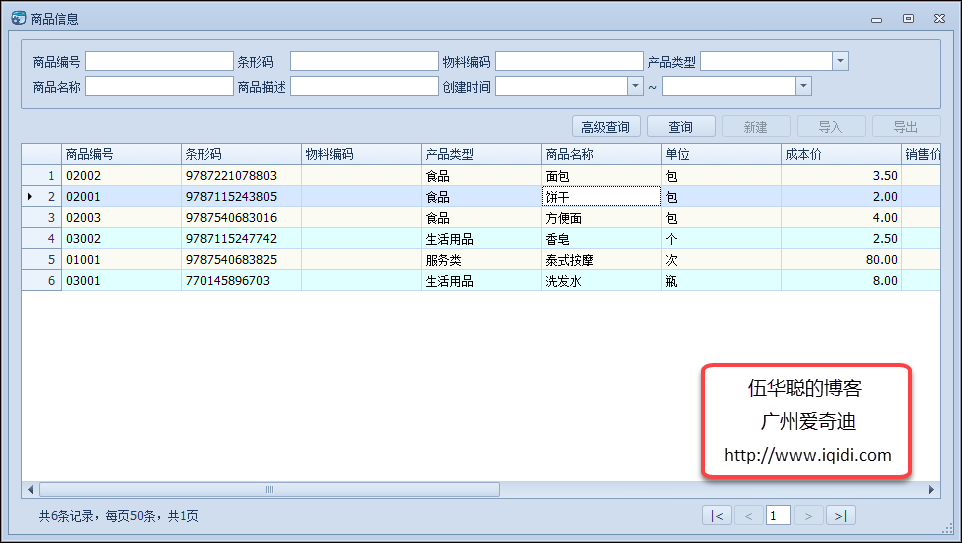 商品信息
商品编号 条形码 物料编码 产品类型
商品名称 商品描述 创建时间 ~
高级查询 查询 新建 导入 导出
商品编号 条形码 物料编码 产品类型 商品名称 单位 成本价 销售价
1 02002 9787221078803 食品 面包 包 3.50
2 02001 9787115243805 食品 饼干 包 2.00
3 02003 9787540683016 食品 方便面 包 4.00
4 03002 9787115247742 生活用品 香皂 个 2.50
5 01001 9787540683825 服务类 泰式按摩 次 80.00
6 03001 770145896703 生活用品 洗发水 瓶 8.00
伍华聪的博客
广州爱奇迪
http://www.iqidi.com
共6条记录，每页50条，共1页 |< < 1 > >|